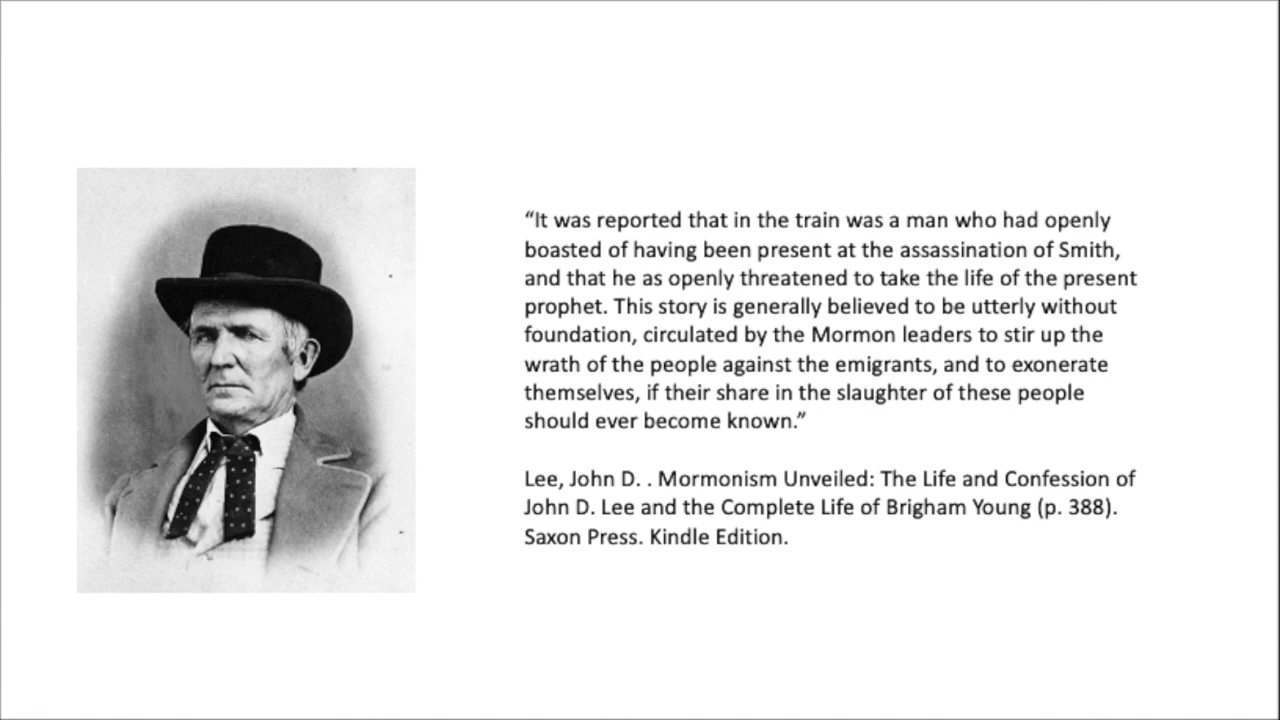 “It was reported that in the train was a man who had openly
boasted of having been present at the assassination of Smith,
and that he as openly threatened to take the life of the present
prophet. This story is generally believed to be utterly without
foundation, circulated by the Mormon leaders to stir up the
wrath of the people against the emigrants, and to exonerate
themselves, if their share in the slaughter of these people
should ever become known.”
Lee, John D. . Mormonism Unveiled: The Life and Confession of
John D. Lee and the Complete Life of Brigham Young (p. 388).
Saxon Press. Kindle Edition.